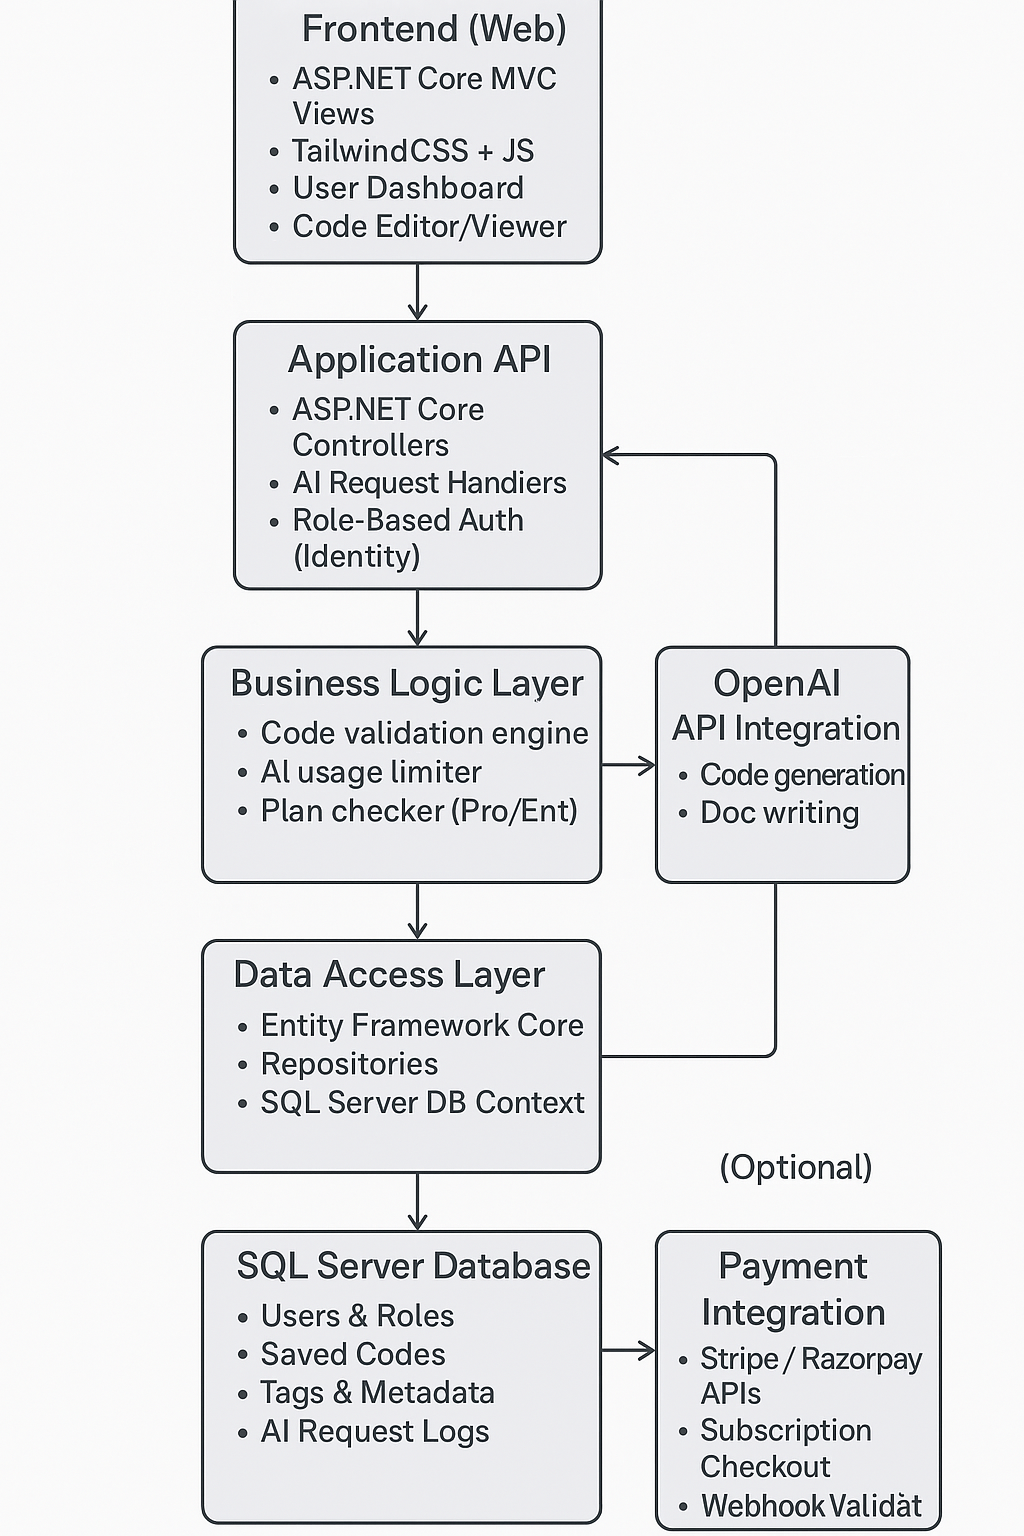 Frontend (Web)
• ASP.NET Core MVC
Views
• TailwindCSS + JS
• User Dashboard
• Code Editor/Viewer
Application API
• ASP.NET Core
Controllers
• AI Request Handiers
• Role-Based Auth
(Identity)
Business Logic Layer
• Code validation engine
• AI usage limiter
• Plan checker (Pro/Ent)
OpenAI
API Integration
• Code generation
• Doc writing
Data Access Layer
• Entity Framework Core
• Repositories
• SQL Server DB Context
(Optional)
SQL Server Database
• Users & Roles
• Saved Codes
• Tags & Metadata
• AI Request Logs
Payment
Integration
• Stripe / Razorpay
APIs
• Subscription
Checkout
• Webhook Validàt